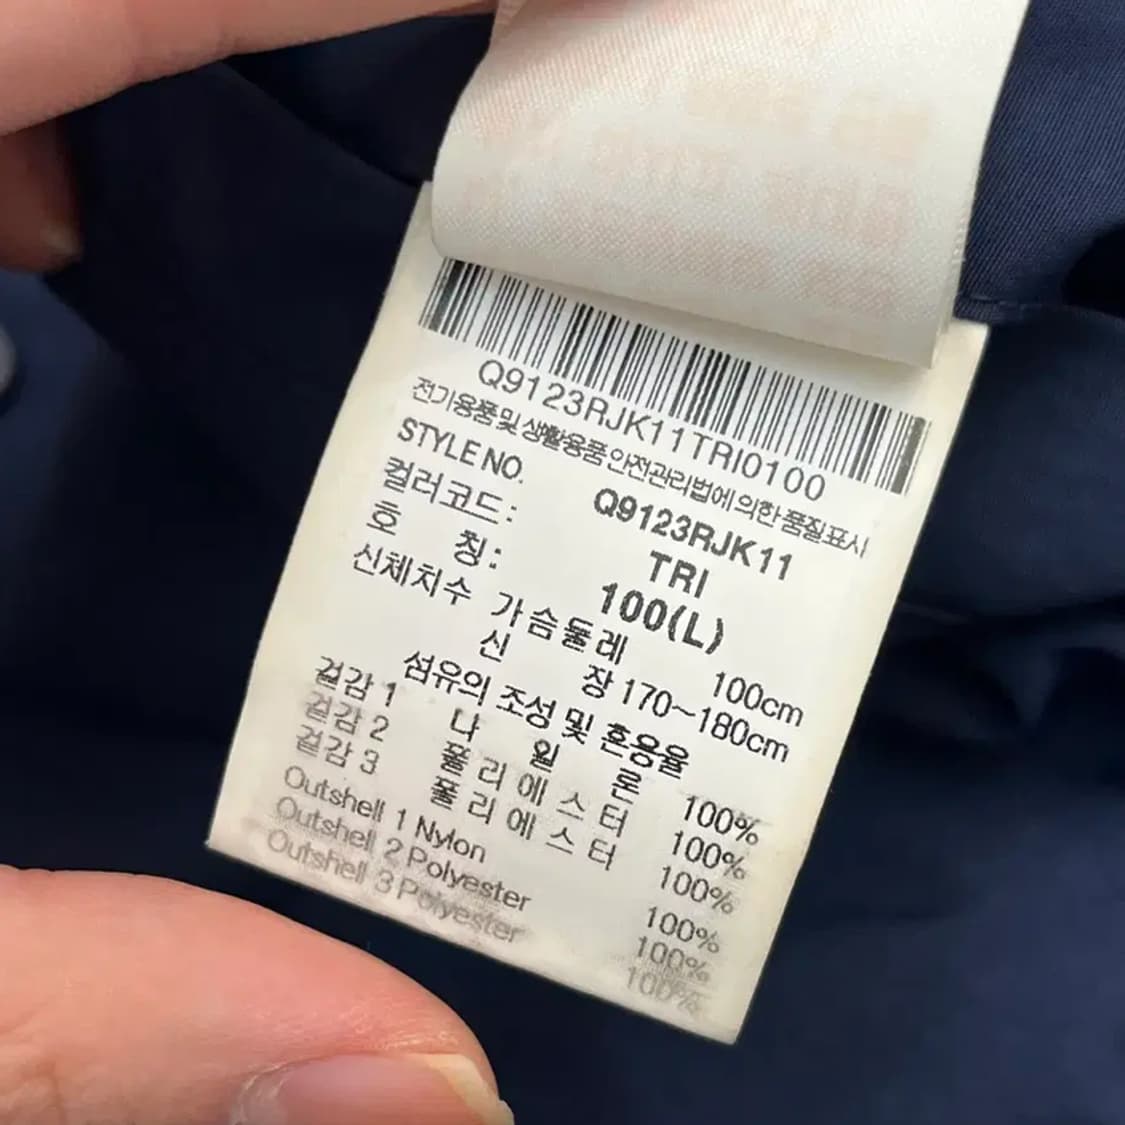 Q9123RJK11TRI0100
전기용품 및 생활용품 안전관리법에 의한 품질표시
STYLE NO. Q9123RJK11
컬러코드: TRI
호 칭: 100(L)
신체치수 가슴둘레 100cm
신 장 170~180cm
섬유의 조성 및 혼용율
겉감 1 나 일 론 100%
겉감 2 폴 리 에 스 터 100%
겉감 3 폴 리 에 스 터 100%
Outshell 1 Nylon 100%
Outshell 2 Polyester 100%
Outshell 3 Polyester 100%